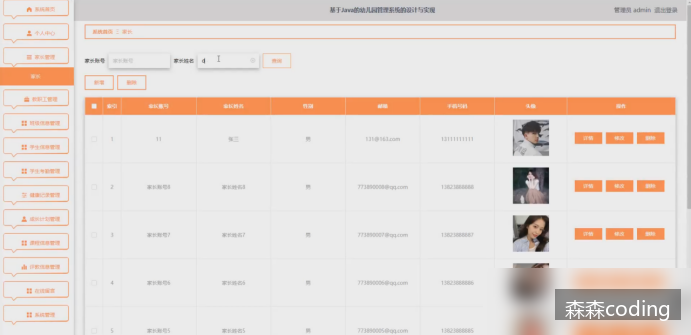 基于Java的幼儿园管理系统的设计与实现
管理员 admin 退出登录
系统首页
个人中心
家长管理
家长
教职工管理
班级信息管理
学生信息管理
学生考勤管理
健康记录管理
成长计划管理
课程信息管理
在线留言
系统管理
系统首页 | 家长
家长账号 家长账号 家长姓名 d 查询
新增 删除
索引 家长账号 家长姓名 性别 邮箱 手机号码 头像 操作
1 11 张三 男 131@163.com 13111111111 详情 修改 删除
2 家长账号8 家长姓名8 男 773890008@qq.com 13823888888 详情 修改 删除
3 家长账号7 家长姓名7 男 773890007@qq.com 13823888887 详情 修改 删除
4 家长账号6 家长姓名6 男 773890006@qq.com 13823888886
5 家长账号5 家长姓名5 男 773890005@qq.com 13823888885
森森coding